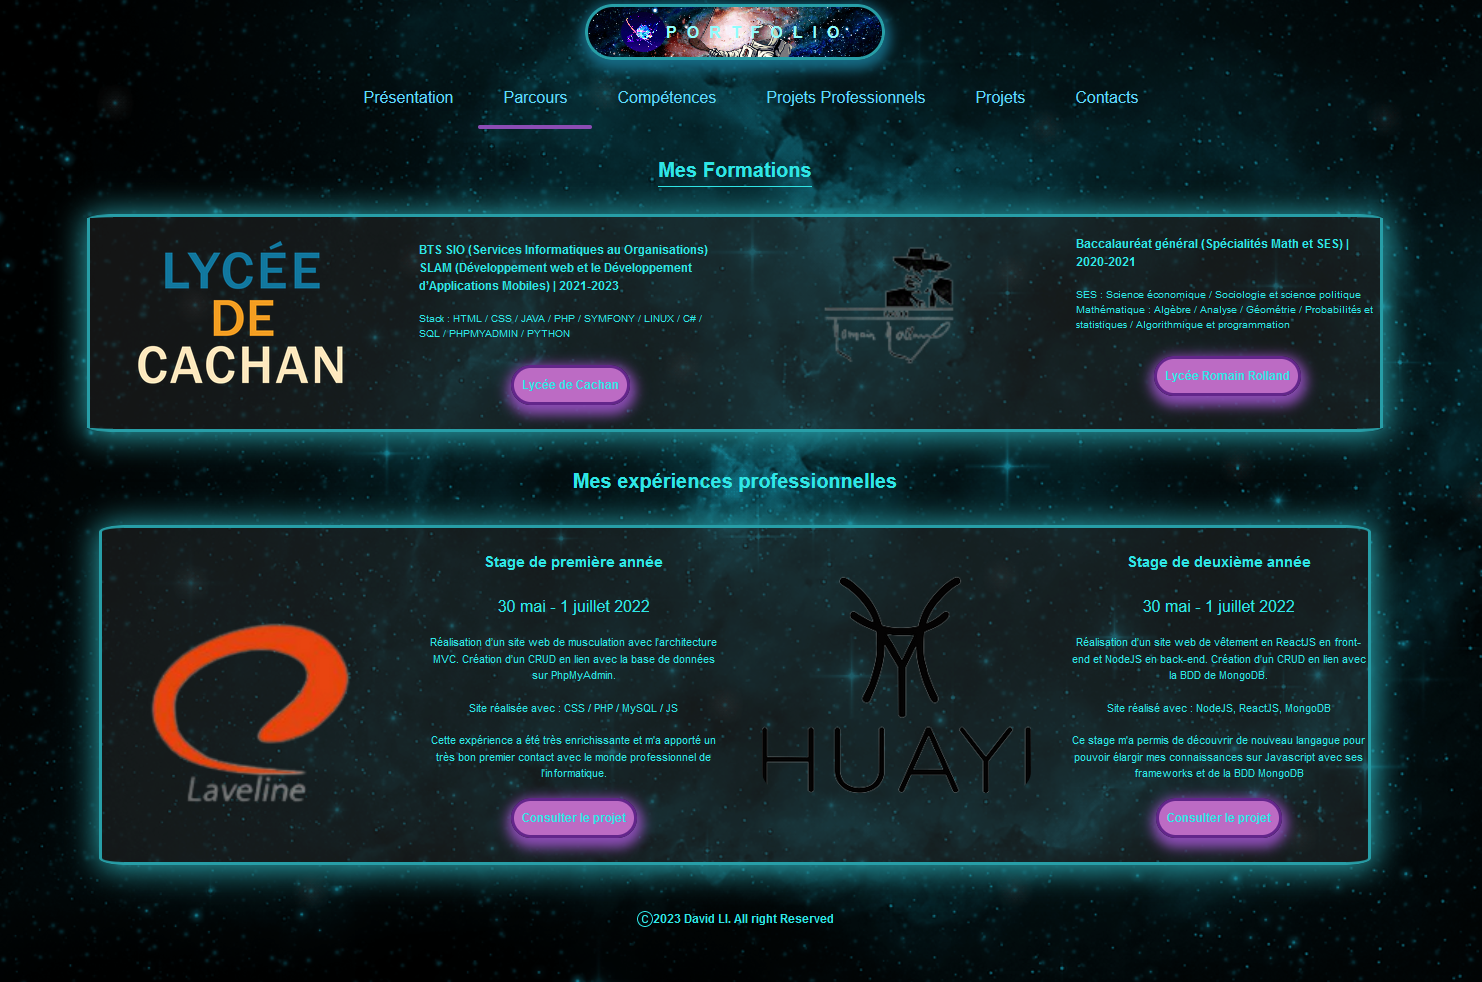 PORTFOLIO
Présentation
Parcours
Compétences
Projets Professionnels
Projets
Contacts
Mes Formations
LYCÉE
DE
CACHAN
BTS SIO (Services Informatiques au Organisations)
SLAM (Développement web et le Développement
d'Applications Mobiles) | 2021-2023
Stack : HTML / CSS / JAVA / PHP / SYMFONY / LINUX / C# /
SQL / PHPMYADMIN / PYTHON
Lycée de Cachan
Romain Rolland
Baccalauréat général (Spécialités Math et SES) |
2020-2021
SES : Science économique / Sociologie et science politique
Mathématique : Algèbre / Analyse / Géométrie / Probabilités et
statistiques / Algorithmique et programmation
Lycée Romain Rolland
Mes expériences professionnelles
Laveline
Stage de première année
30 mai - 1 juillet 2022
Réalisation d'un site web de musculation avec l'architecture
MVC. Création d'un CRUD en lien avec la base de données
sur PhpMyAdmin.
Site réalisée avec : CSS / PHP / MySQL / JS
Cette expérience a été très enrichissante et m'a apporté un
très bon premier contact avec le monde professionnel de
l'informatique.
Consulter le projet
HUAYI
Stage de deuxième année
30 mai - 1 juillet 2022
Réalisation d'un site web de vêtement en ReactJS en front-
end et NodeJS en back-end. Création d'un CRUD en lien avec
la BDD de MongoDB.
Site réalisé avec : NodeJS, ReactJS, MongoDB
Ce stage m'a permis de découvrir de nouveau langague pour
pouvoir élargir mes connaissances sur Javascript avec ses
frameworks et de la BDD MongoDB
Consulter le projet
Ⓒ2023 David LI. All right Reserved